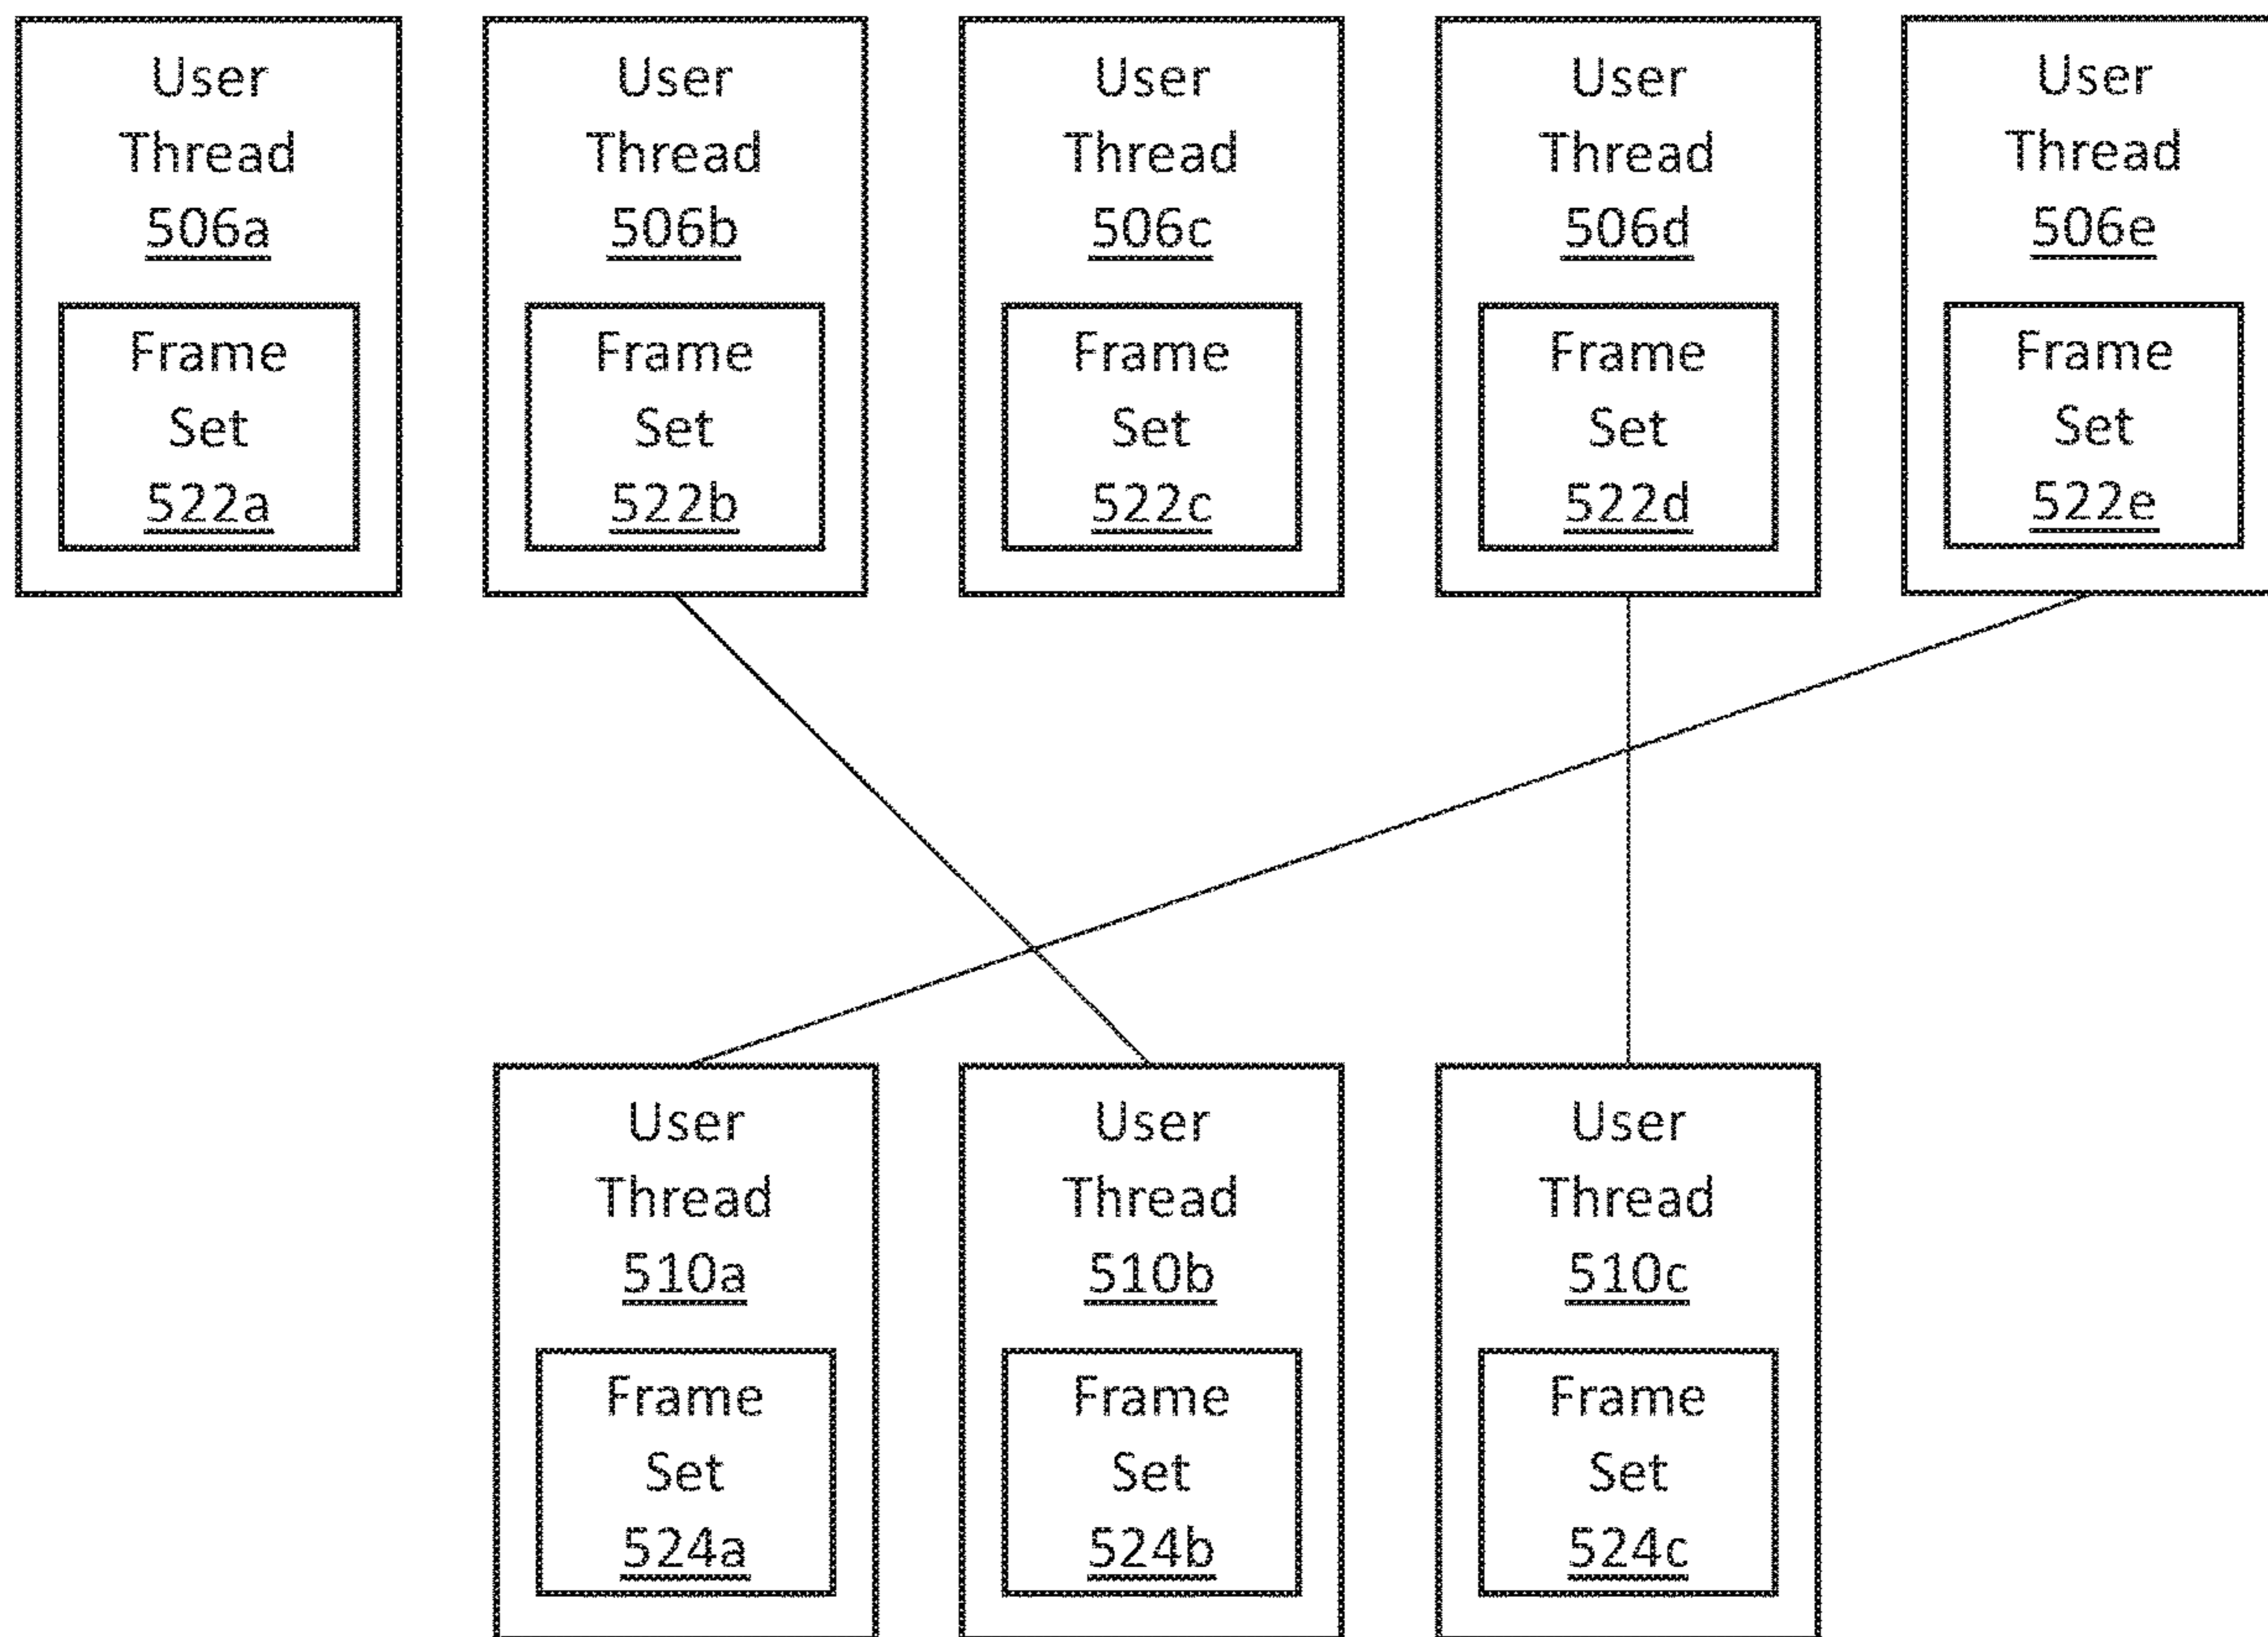 User
Thread
506a
Frame
Set
522a
User
Thread
506b
Frame
Set
522b
User
Thread
506c
Frame
Set
522c
User
Thread
506d
Frame
Set
522d
User
Thread
506e
Frame
Set
522e
User
Thread
510a
Frame
Set
524a
User
Thread
510b
Frame
Set
524b
User
Thread
510c
Frame
Set
524c